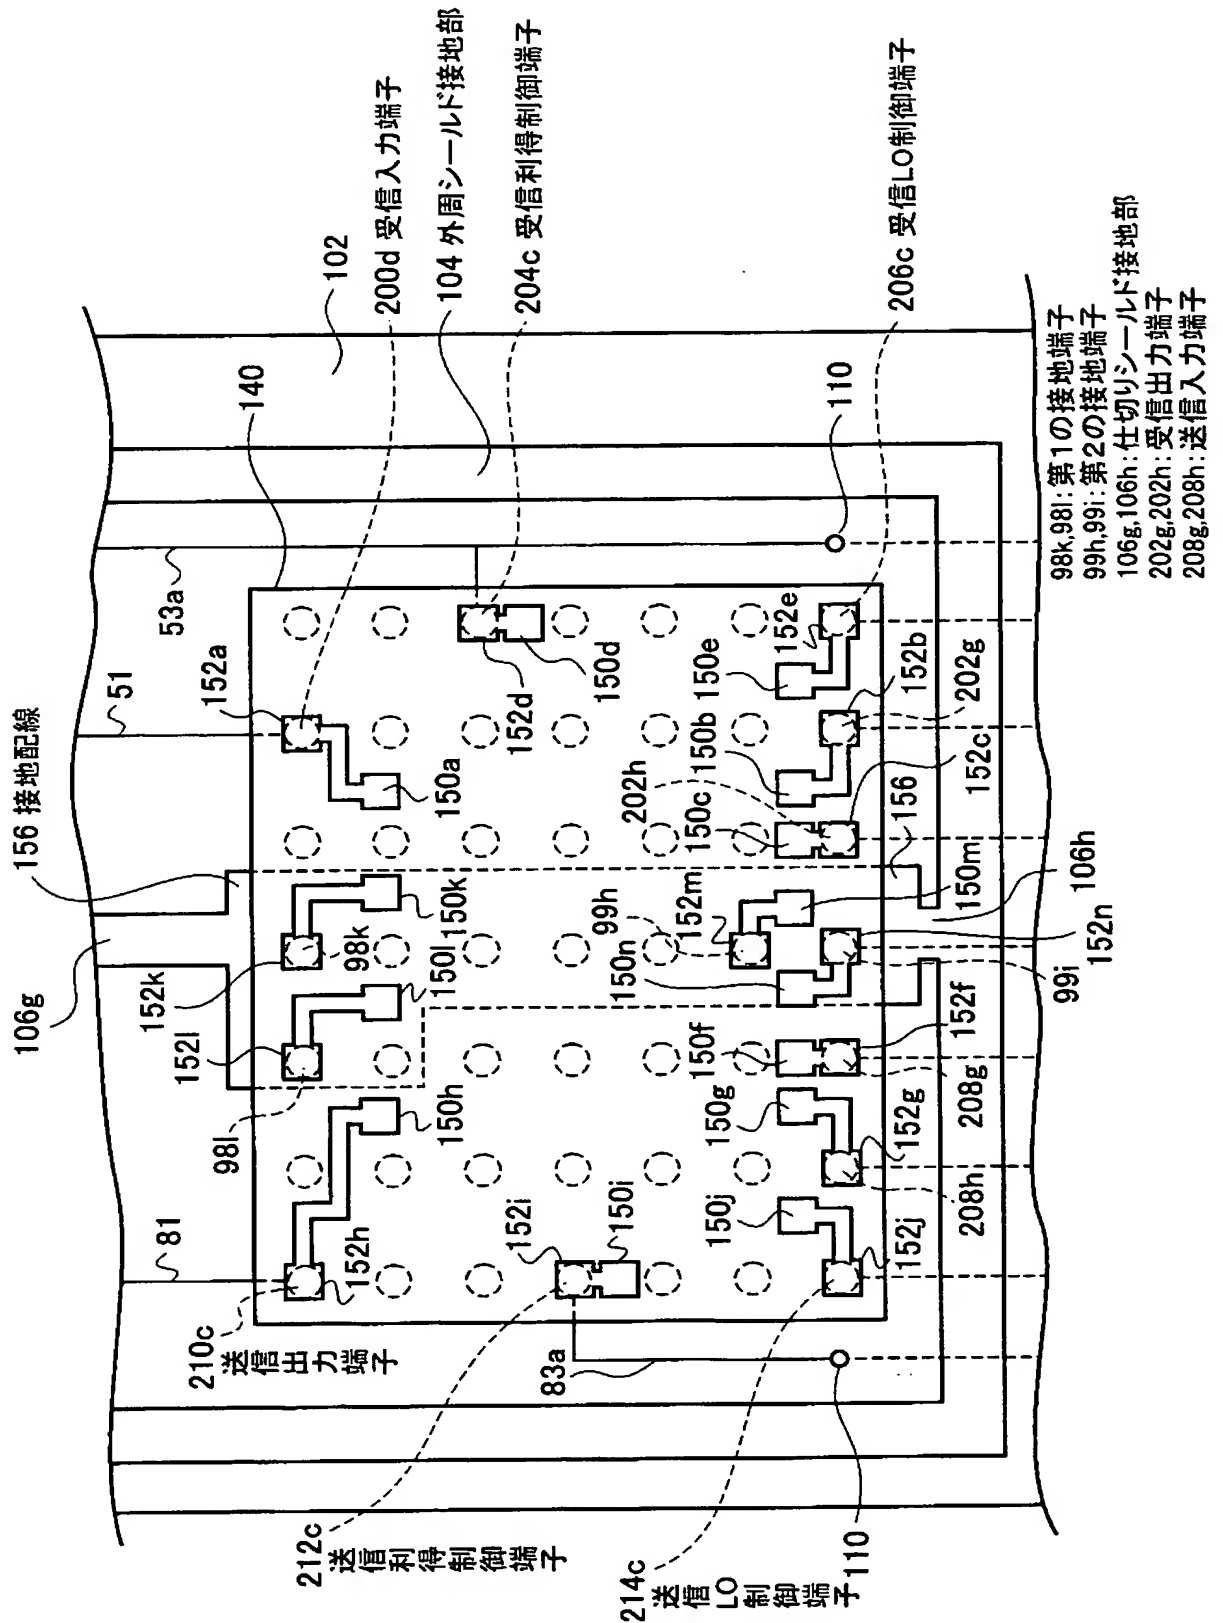 156 接地配線
106g
81
51
53a
140
102
200d 受信入力端子
104 外周シールド接地部
204c 受信利得制御端子
206c 受信LO制御端子
110
152a
150a
152k
98k
150k
152l
98l
150l
150h
152h
210c
送信出力端子
212c
送信利得制御端子
214c
送信LO制御端子
110
83a
152i
150i
152d
150d
152e
150e
150b
152b
202g
202h
150c
152c
156
150m
106h
152m
99h
150n
152n
99i
152f
150f
208g
150g
152g
208h
150j
152j
98k,98l:第1の接地端子
99h,99i:第2の接地端子
106g,106h:仕切りシールド接地部
202g,202h:受信出力端子
208g,208h:送信入力端子